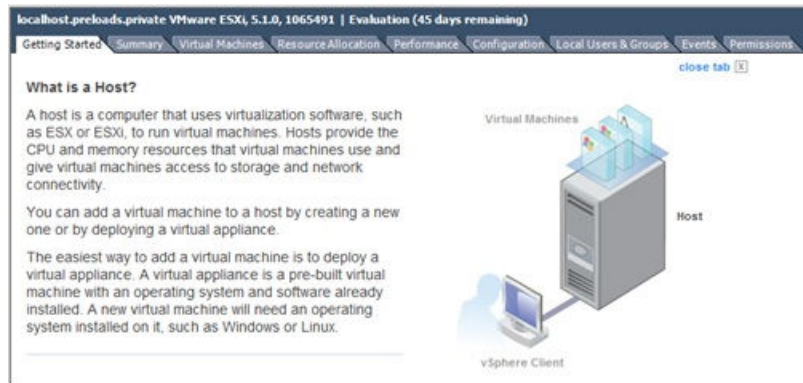 localhost.preloads.private VMware ESXi, 5.1.0, 1065491 | Evaluation (45 days remaining)
Getting Started Summary Virtual Machines Resource Allocation Performance Configuration Local Users & Groups Events Permissions
close tab X
What is a Host?
A host is a computer that uses virtualization software, such
as ESX or ESXi, to run virtual machines. Hosts provide the
CPU and memory resources that virtual machines use and
give virtual machines access to storage and network
connectivity.
You can add a virtual machine to a host by creating a new
one or by deploying a virtual appliance.
The easiest way to add a virtual machine is to deploy a
virtual appliance. A virtual appliance is a pre-built virtual
machine with an operating system and software already
installed. A new virtual machine will need an operating
system installed on it, such as Windows or Linux.
Virtual Machines
Host
vSphere Client